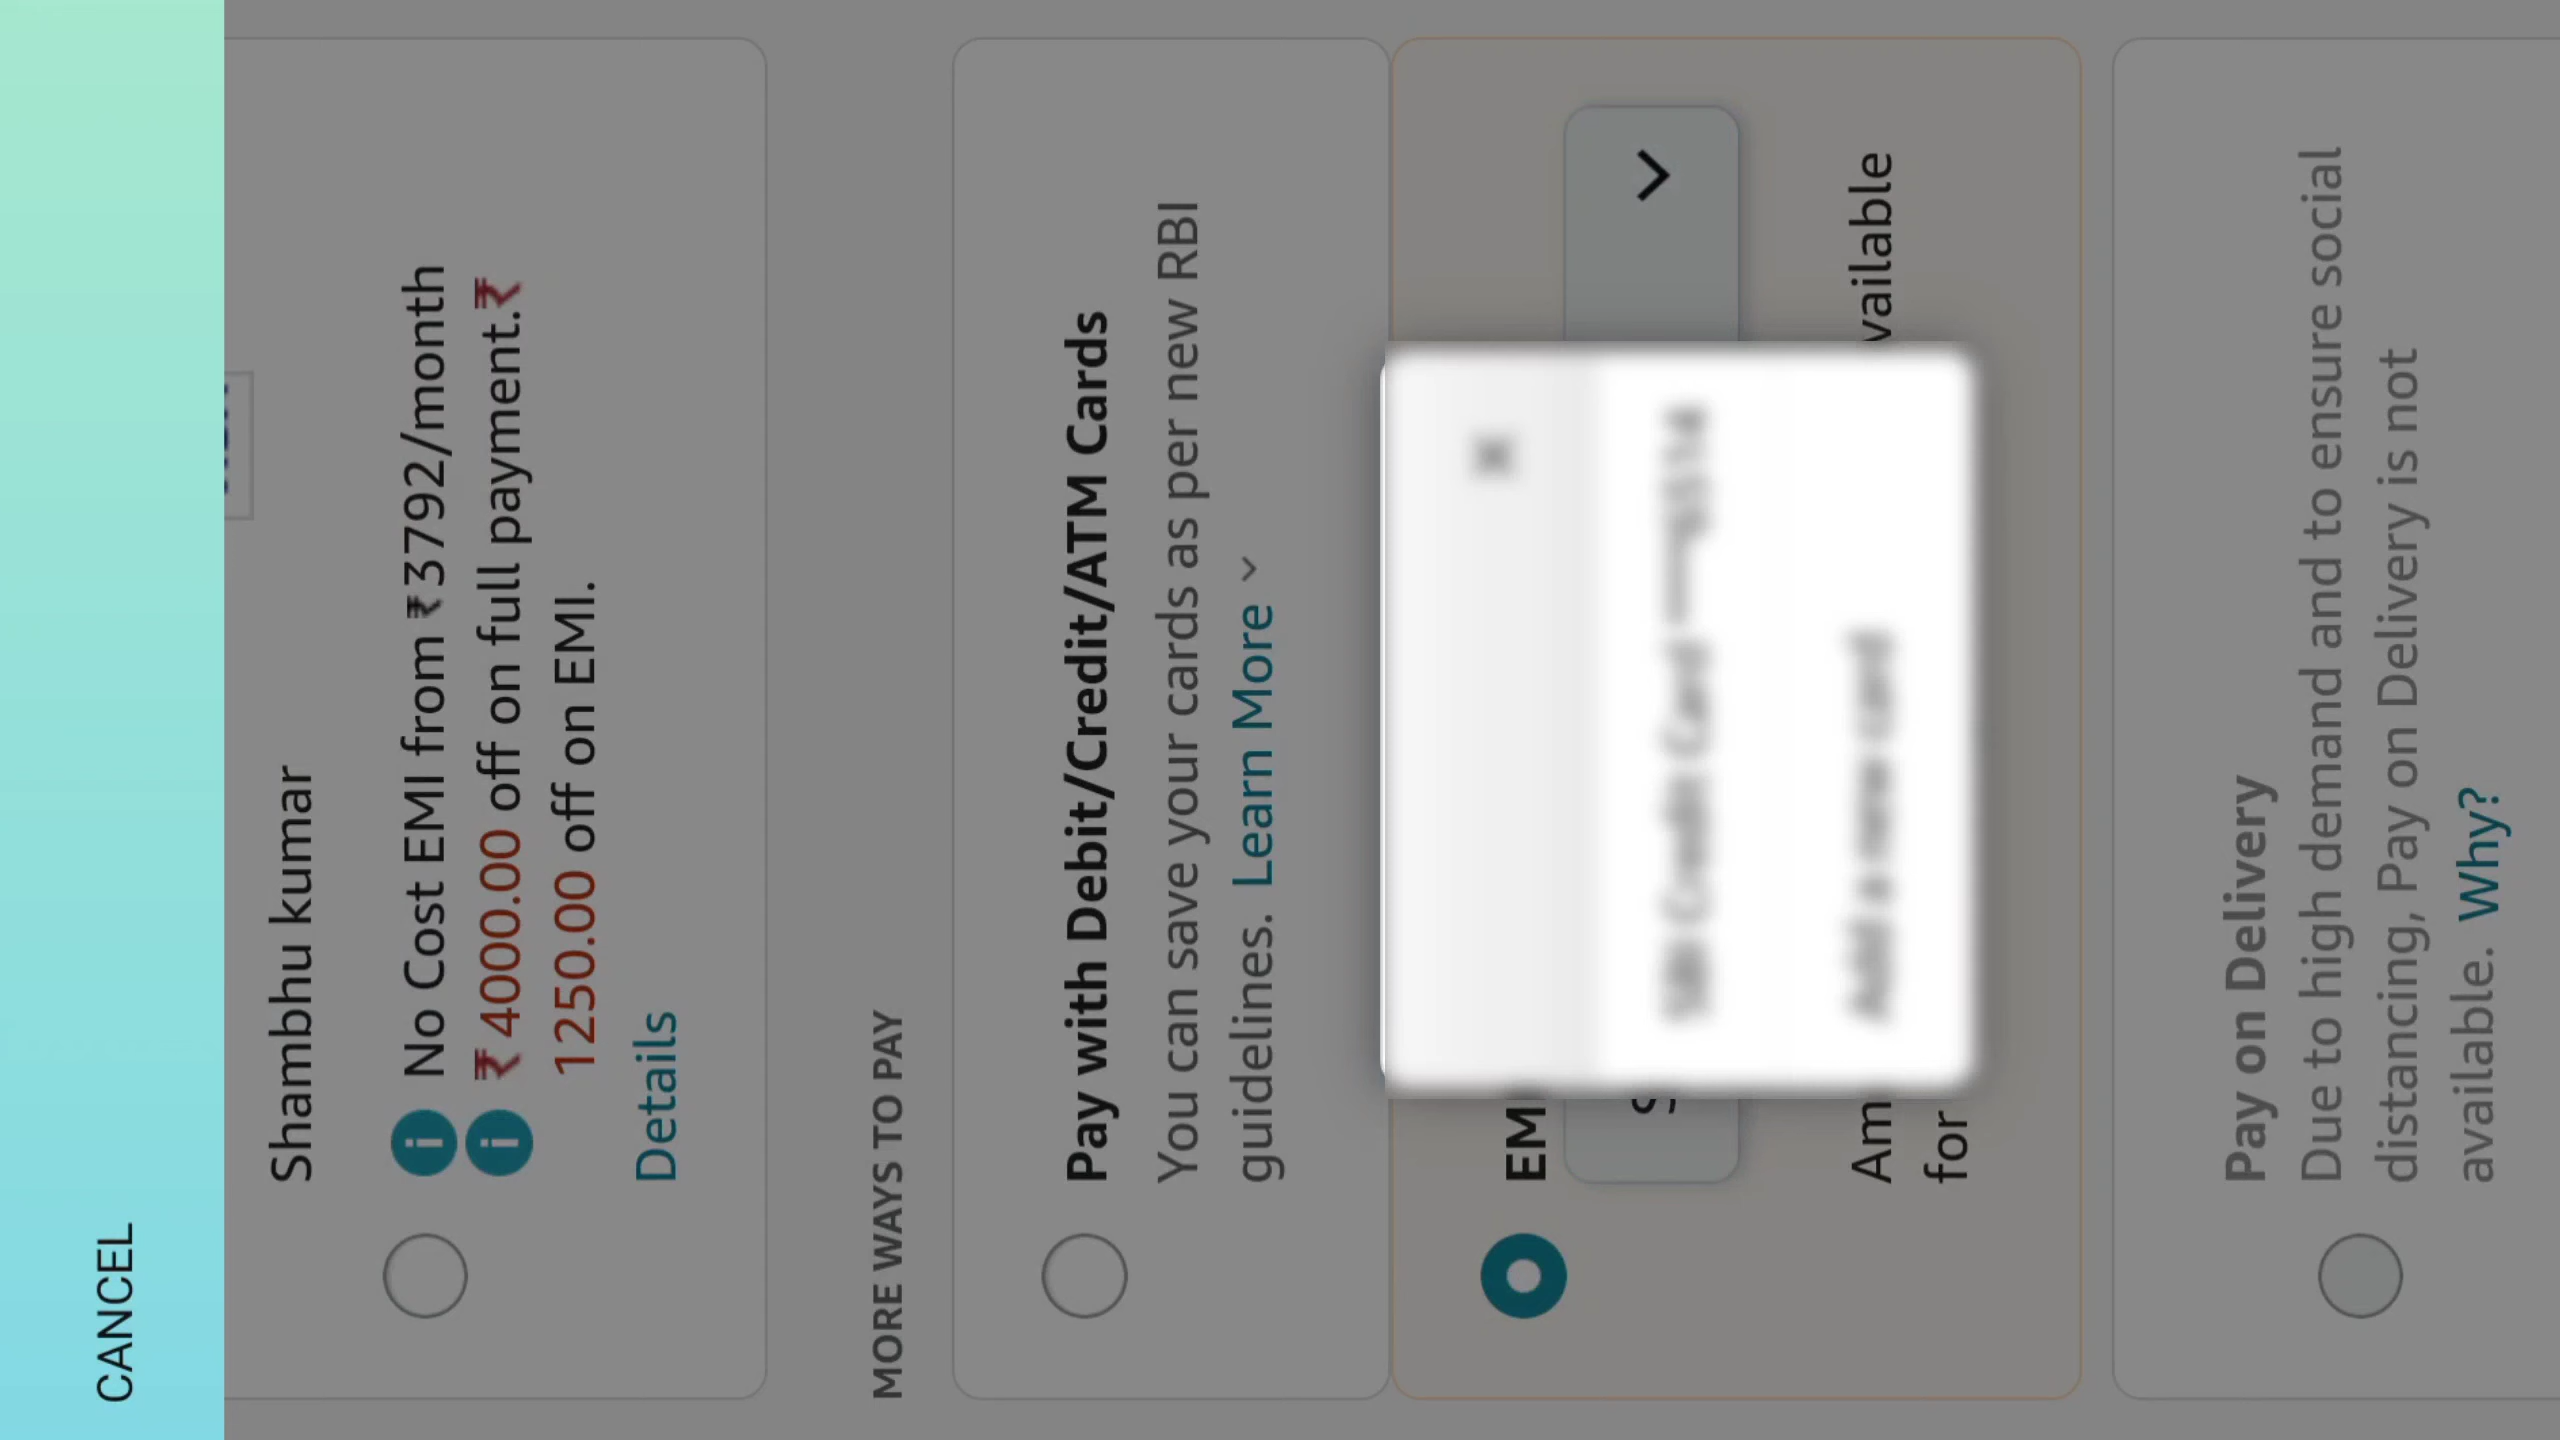 CANCEL
Shambhu kumar
No Cost EMI from ₹3792/month
₹ 4000.00 off on full payment.₹
1250.00 off on EMI.
Details
MORE WAYS TO PAY
Pay with Debit/Credit/ATM Cards
You can save your cards as per new RBI
guidelines. Learn More
EM
Add a new card
Am vailable
for
Pay on Delivery
Due to high demand and to ensure social
distancing, Pay on Delivery is not
available. Why?